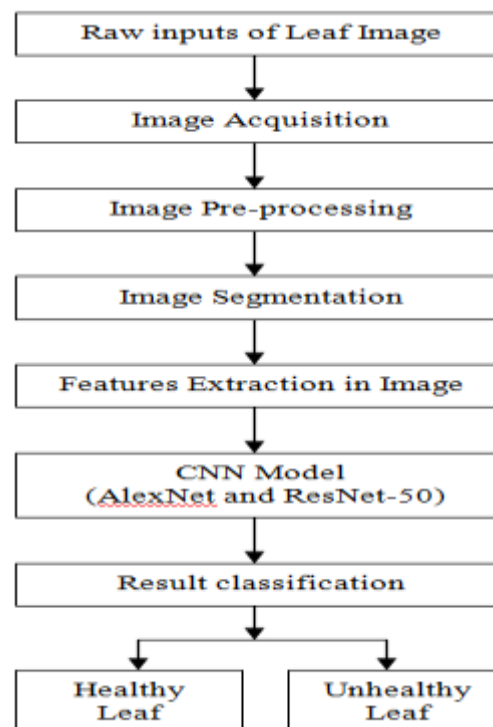 Raw inputs of Leaf Image
Image Acquisition
Image Pre-processing
Image Segmentation
Features Extraction in Image
CNN Model
(AlexNet and ResNet-50)
Result classification
Healthy
Leaf
Unhealthy
Leaf